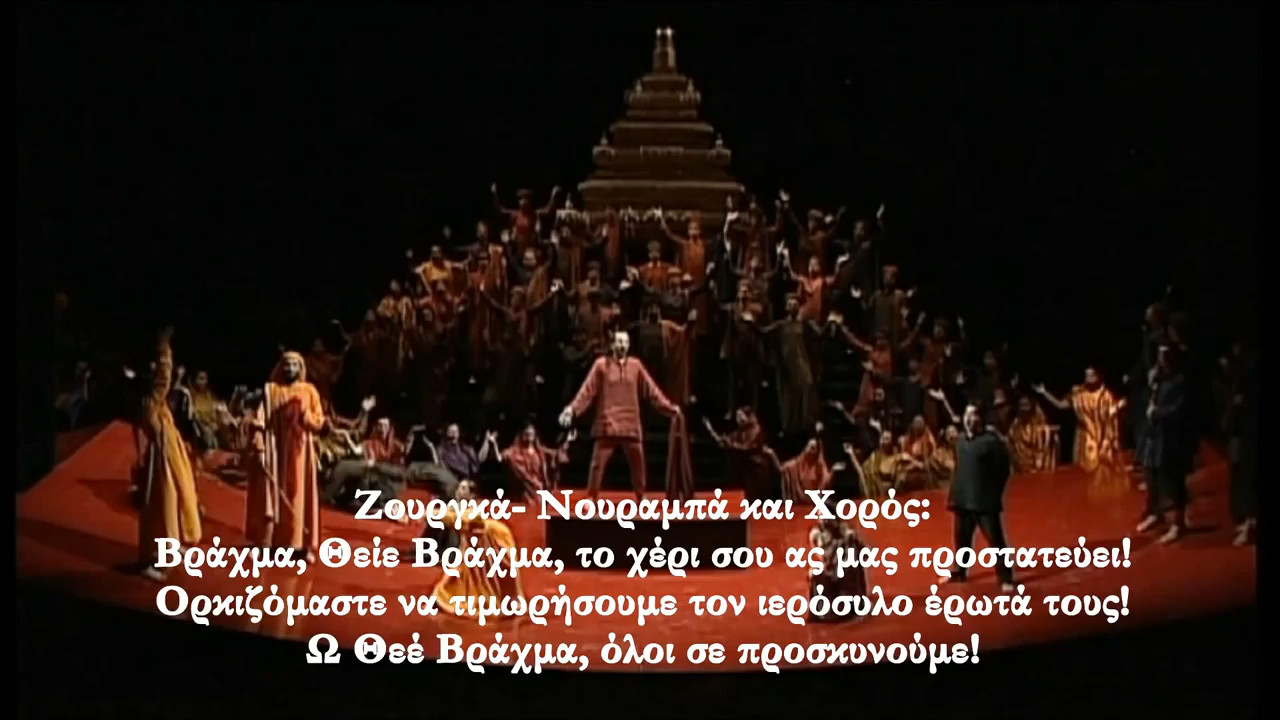 Ζουργκά- Νουραμπά και Χορός:
Βράχμα, Θείε Βράχμα, το χέρι σου ας μας προστατεύει!
Ορκιζόμαστε να τιμωρήσουμε τον ιερόσυλο έρωτά τους!
Ω Θεέ Βράχμα, όλοι σε προσκυνούμε!